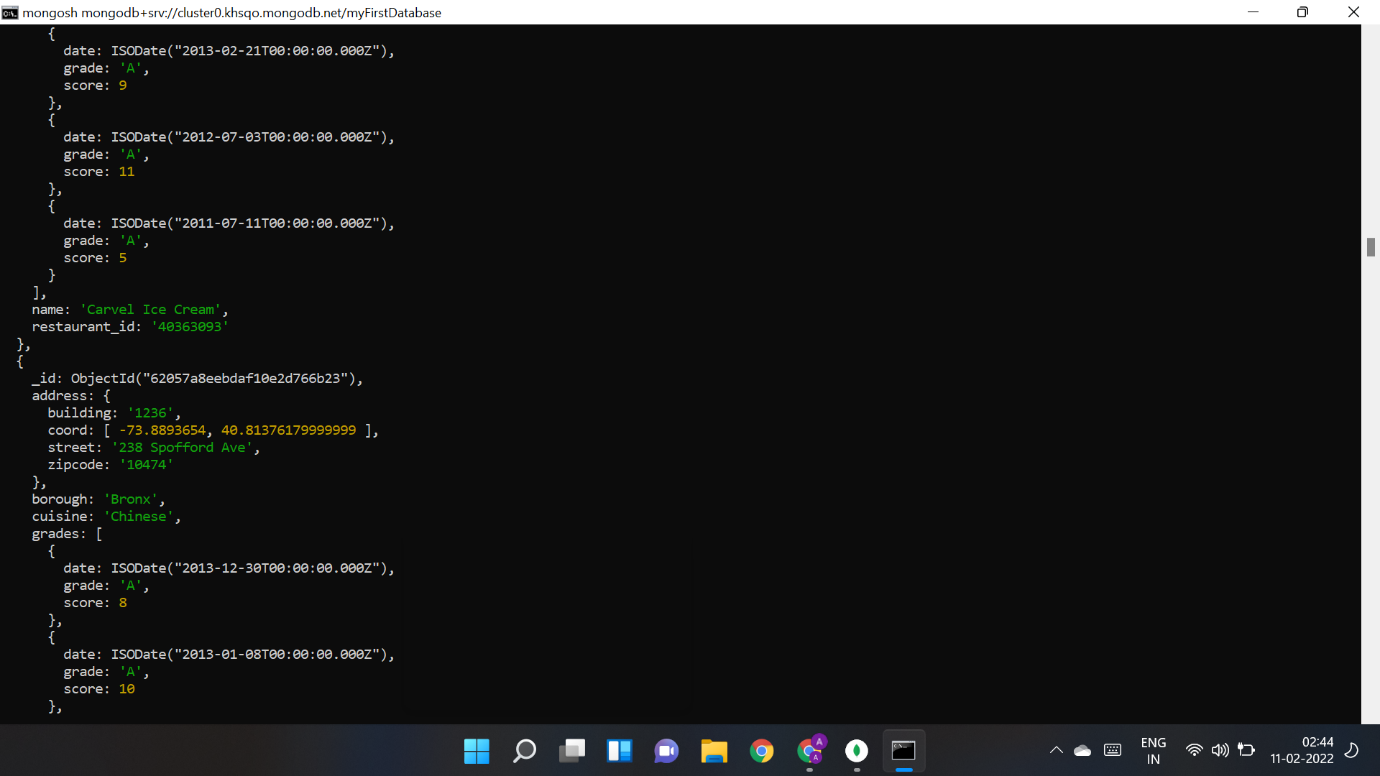 mongosh mongodb+srv://cluster0.khsqo.mongodb.net/myFirstDatabase
{
date: ISODate("2013-02-21T00:00:00.000Z"),
grade: 'A',
score: 9
},
{
date: ISODate("2012-07-03T00:00:00.000Z"),
grade: 'A',
score: 11
},
{
date: ISODate("2011-07-11T00:00:00.000Z"),
grade: 'A',
score: 5
}
],
name: 'Carvel Ice Cream',
restaurant_id: '40363093'
},
{
_id: ObjectId("62057a8eebdaf10e2d766b23"),
address: {
building: '1236',
coord: [ -73.8893654, 40.81376179999999 ],
street: '238 Spofford Ave',
zipcode: '10474'
},
borough: 'Bronx',
cuisine: 'Chinese',
grades: [
{
date: ISODate("2013-12-30T00:00:00.000Z"),
grade: 'A',
score: 8
},
{
date: ISODate("2013-01-08T00:00:00.000Z"),
grade: 'A',
score: 10
},
A
A
ENG
IN
02:44
11-02-2022